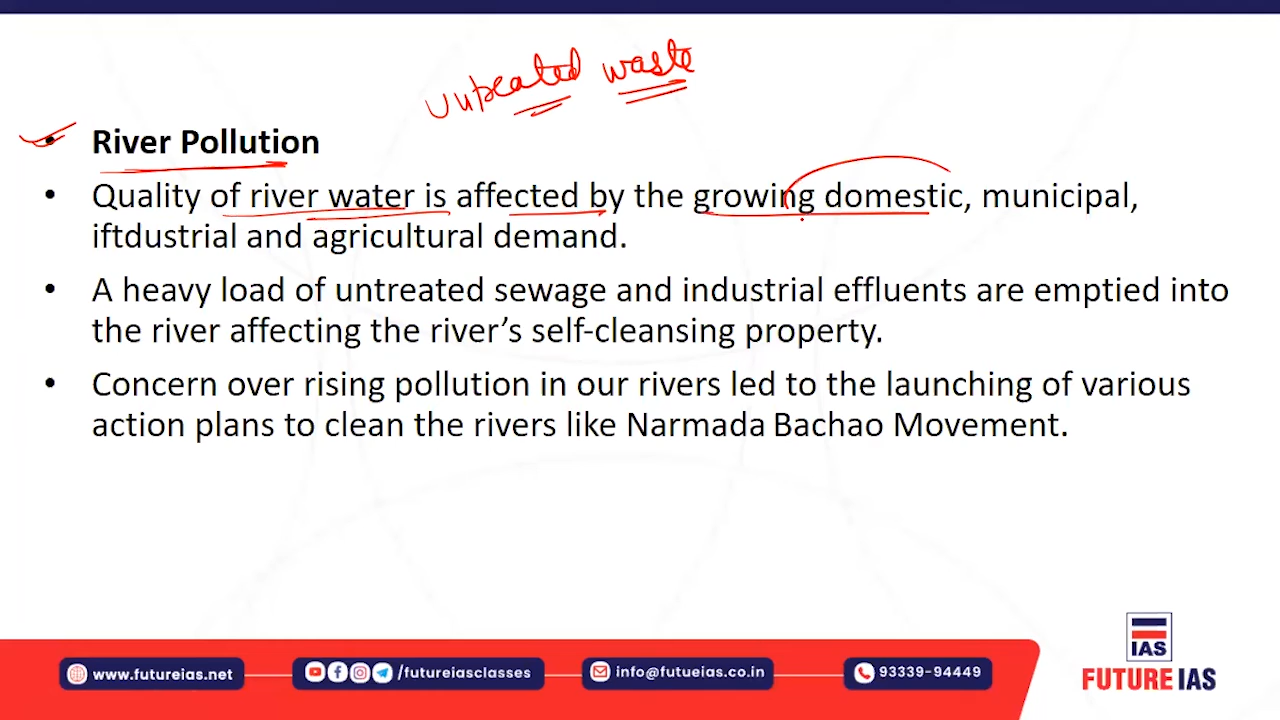 Untreated waste
• River Pollution
• Quality of river water is affected by the growing domestic, municipal,
iftdustrial and agricultural demand.
• A heavy load of untreated sewage and industrial effluents are emptied into
the river affecting the river’s self-cleansing property.
• Concern over rising pollution in our rivers led to the launching of various
action plans to clean the rivers like Narmada Bachao Movement.
IAS
www.futureias.net /futureiasclasses info@futueias.co.in 93339-94449 FUTURE IAS